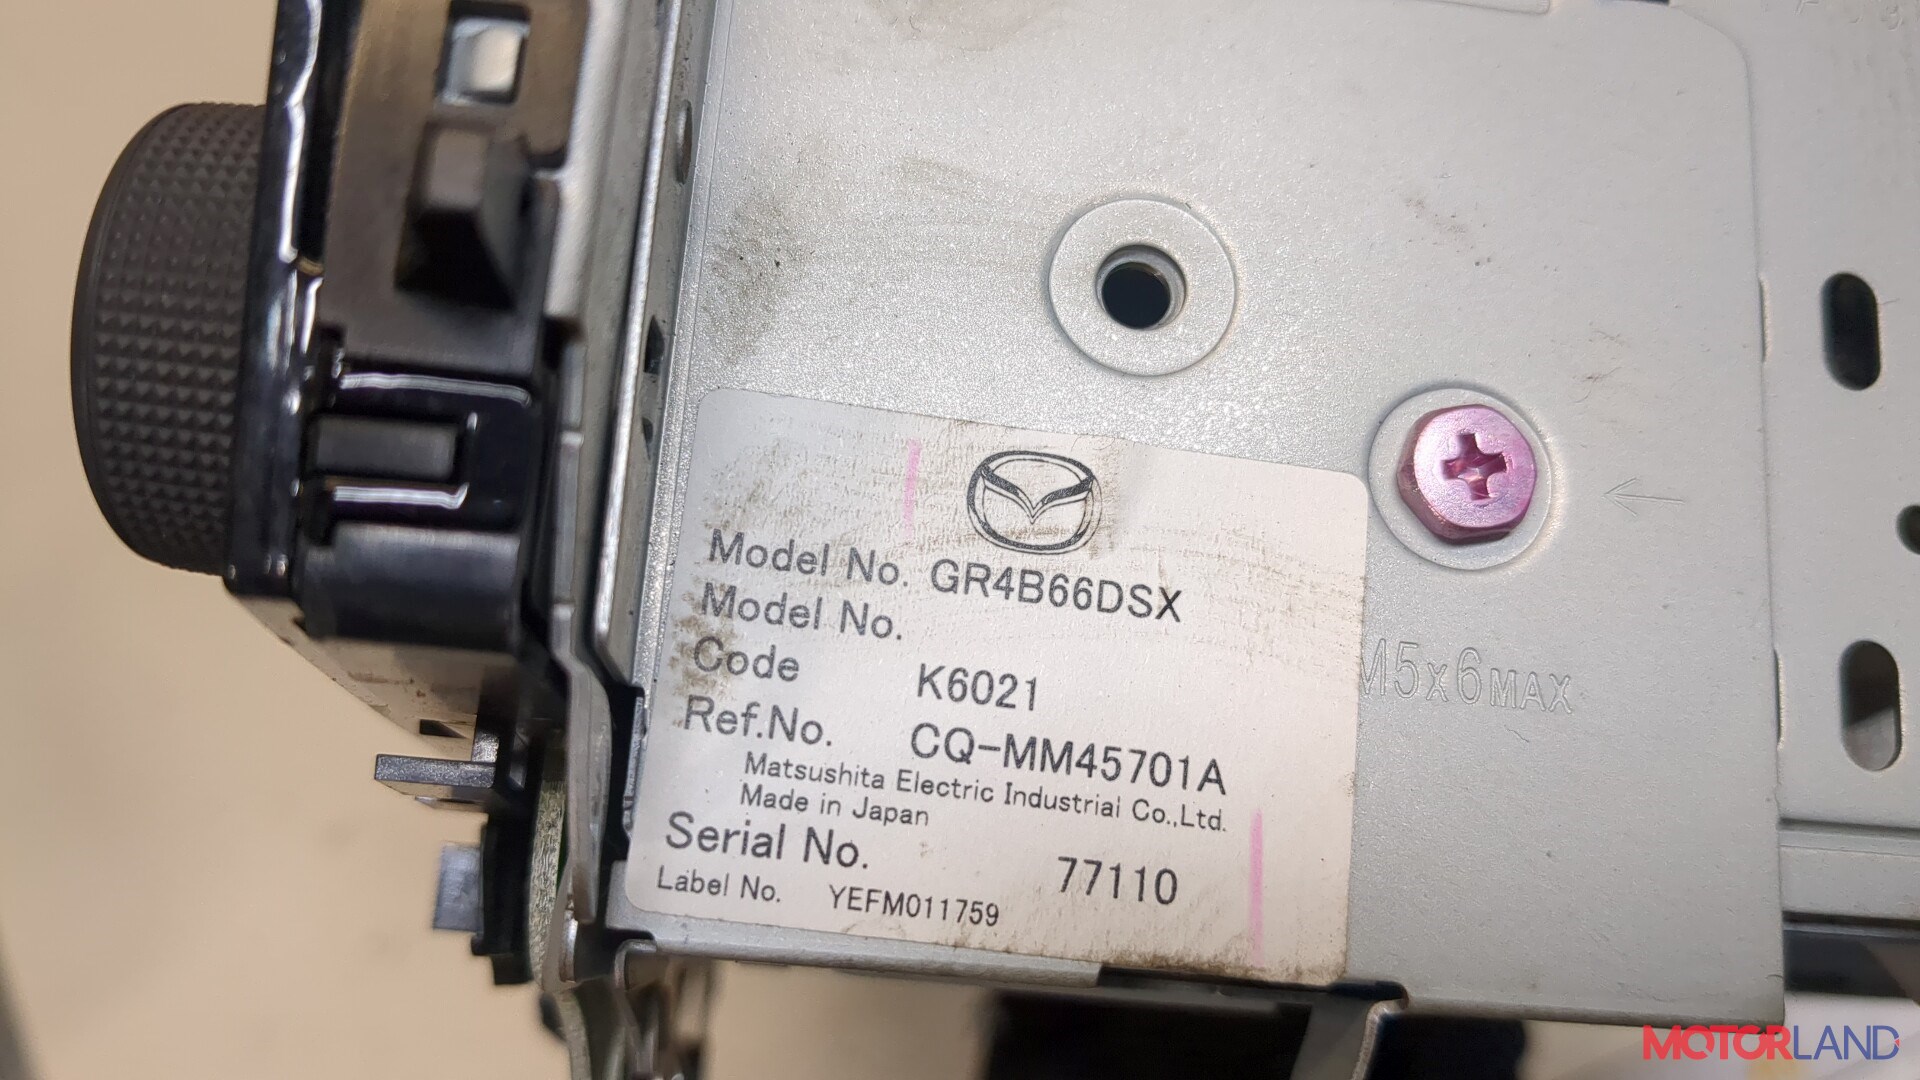 Model No. GR4B66DSX
Model No.
Code K6021
Ref.No. CQ-MM45701A
Matsushita Electric Industrial Co.,Ltd.
Made in Japan
Serial No. 77110
Label No. YEFM011759
M5x6MAX
MOTORLAND